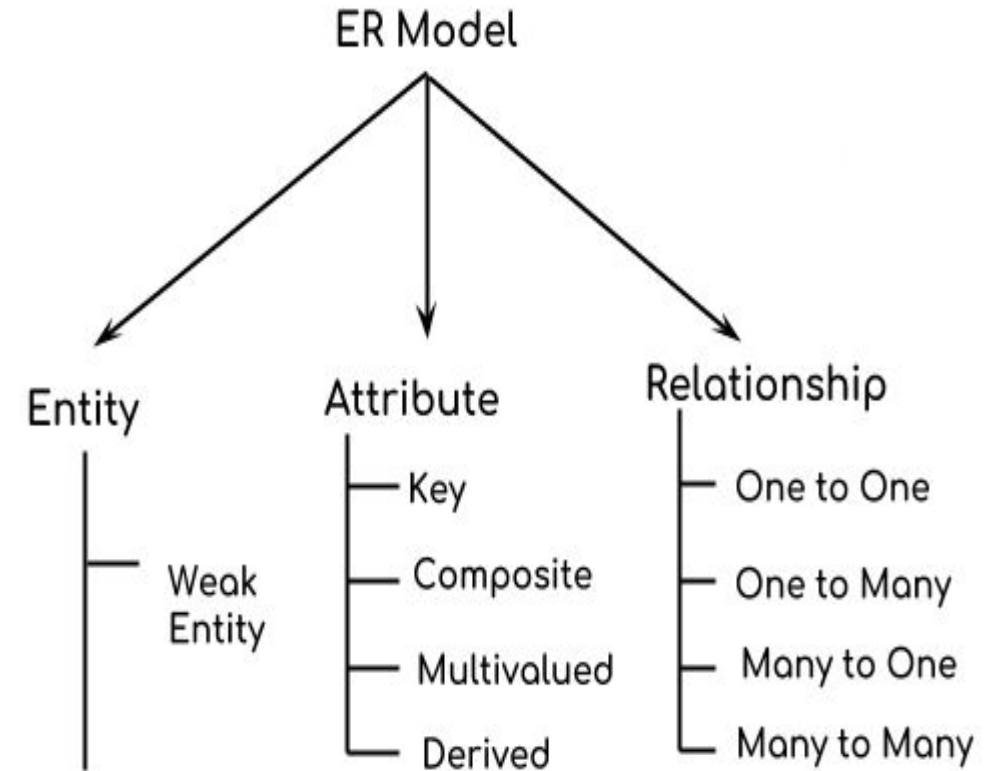 ER Model
Entity
Weak
Entity
Attribute
Key
Composite
Multivalued
Derived
Relationship
One to One
One to Many
Many to One
Many to Many